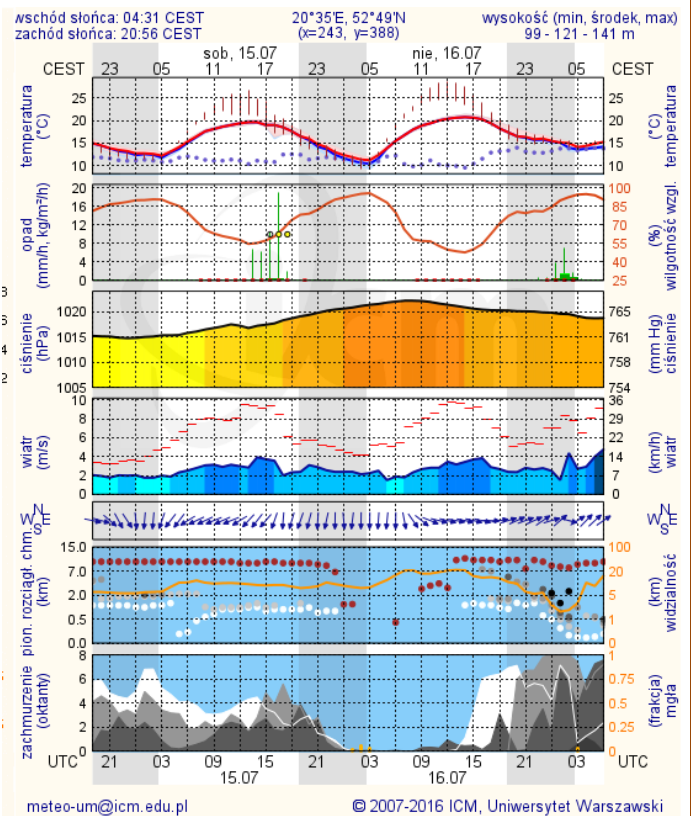 wschód słońca: 04:31 CEST 20°35'E, 52°49'N wysokość (min, środek, max)
zachód słońca: 20:56 CEST (x=243, y=388) 99 - 121 - 141 m
sob, 15.07 nie, 16.07
CEST 23 05 11 17 23 05 11 17 23 05 CEST
temperatura (°C) 25 20 15 10 25 20 15 10 (°C) temperatura
opad (mm/h, kg/m²/h) 20 16 12 8 4 0 100 85 70 55 40 25 (%) wilgotność wzgl.
8
6
4
2
ciśnienie (hPa) 1020 1015 1010 1005 765 761 758 754 (mm Hg) ciśnienie
wiatr (m/s) 10 8 6 4 2 0 36 29 22 14 7 0 (km/h) wiatr
N W E S N W E S
pion. rozciągł. chm. (km) 15.0 7.0 2.0 0.5 0.0 100 20 5 1 0 (km) widzialność
zachmurzenie (oktanty) 8 6 4 2 0 1 0.75 0.5 0.25 0 (frakcja) mgła
UTC 21 03 09 15 21 03 09 15 21 03 UTC
15.07 16.07
meteo-um@icm.edu.pl © 2007-2016 ICM, Uniwersytet Warszawski